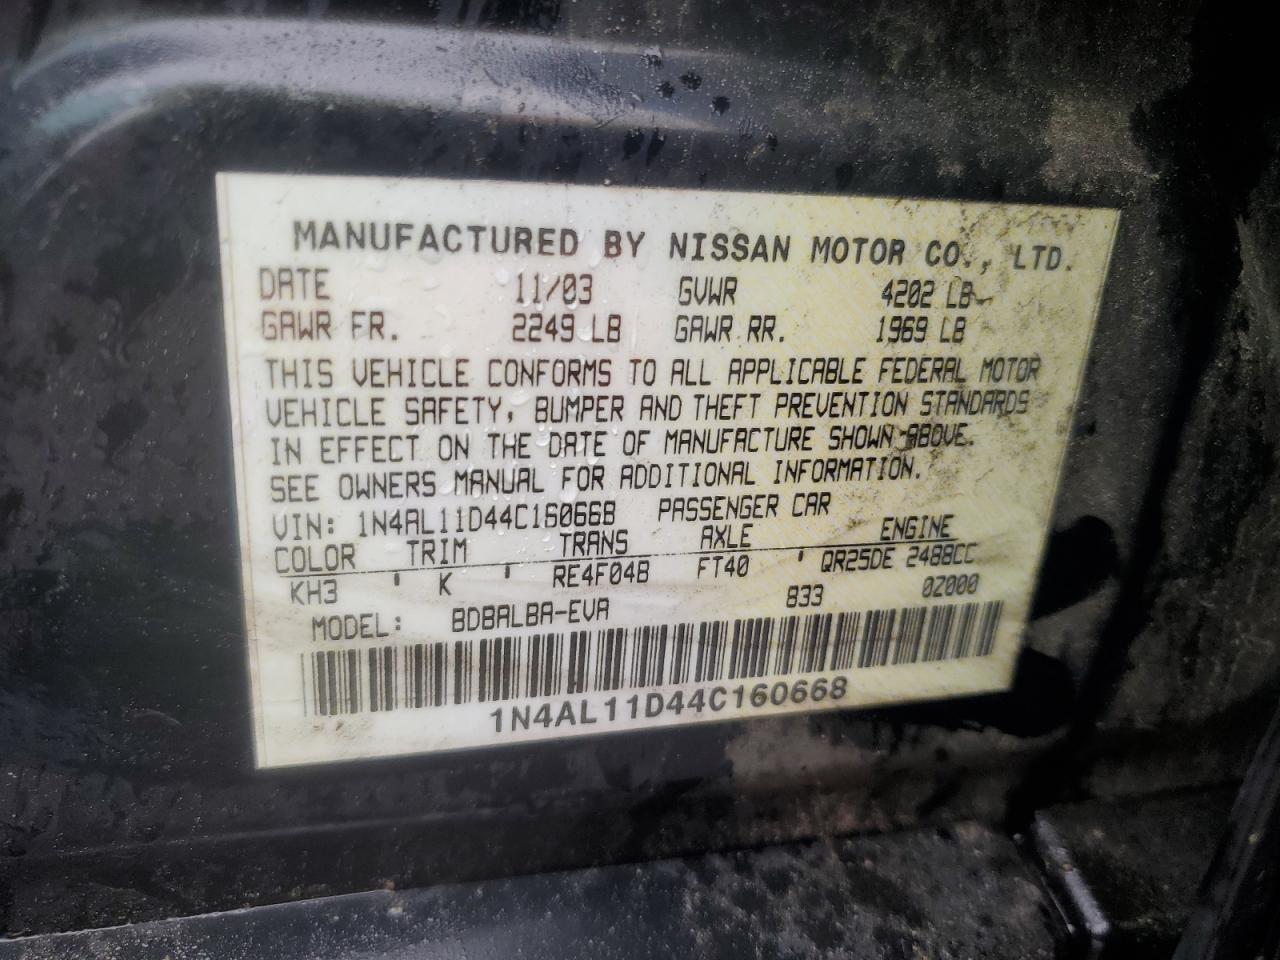 MANUFACTURED BY NISSAN MOTOR CO., LTD.
DATE 11/03 GVWR 4202 LB
GAWR FR. 2249 LB GAWR RR. 1969 LB
THIS VEHICLE CONFORMS TO ALL APPLICABLE FEDERAL MOTOR
VEHICLE SAFETY, BUMPER AND THEFT PREVENTION STANDARDS
IN EFFECT ON THE DATE OF MANUFACTURE SHOWN ABOVE.
SEE OWNERS MANUAL FOR ADDITIONAL INFORMATION.
VIN: 1N4AL11D44C160668 PASSENGER CAR
COLOR TRIM TRANS AXLE ENGINE
KH3 ' K ' RE4F04B FT40 ' QR25DE 2488CC
MODEL: BDBALBA-EVA 833 02000
1N4AL11D44C160668